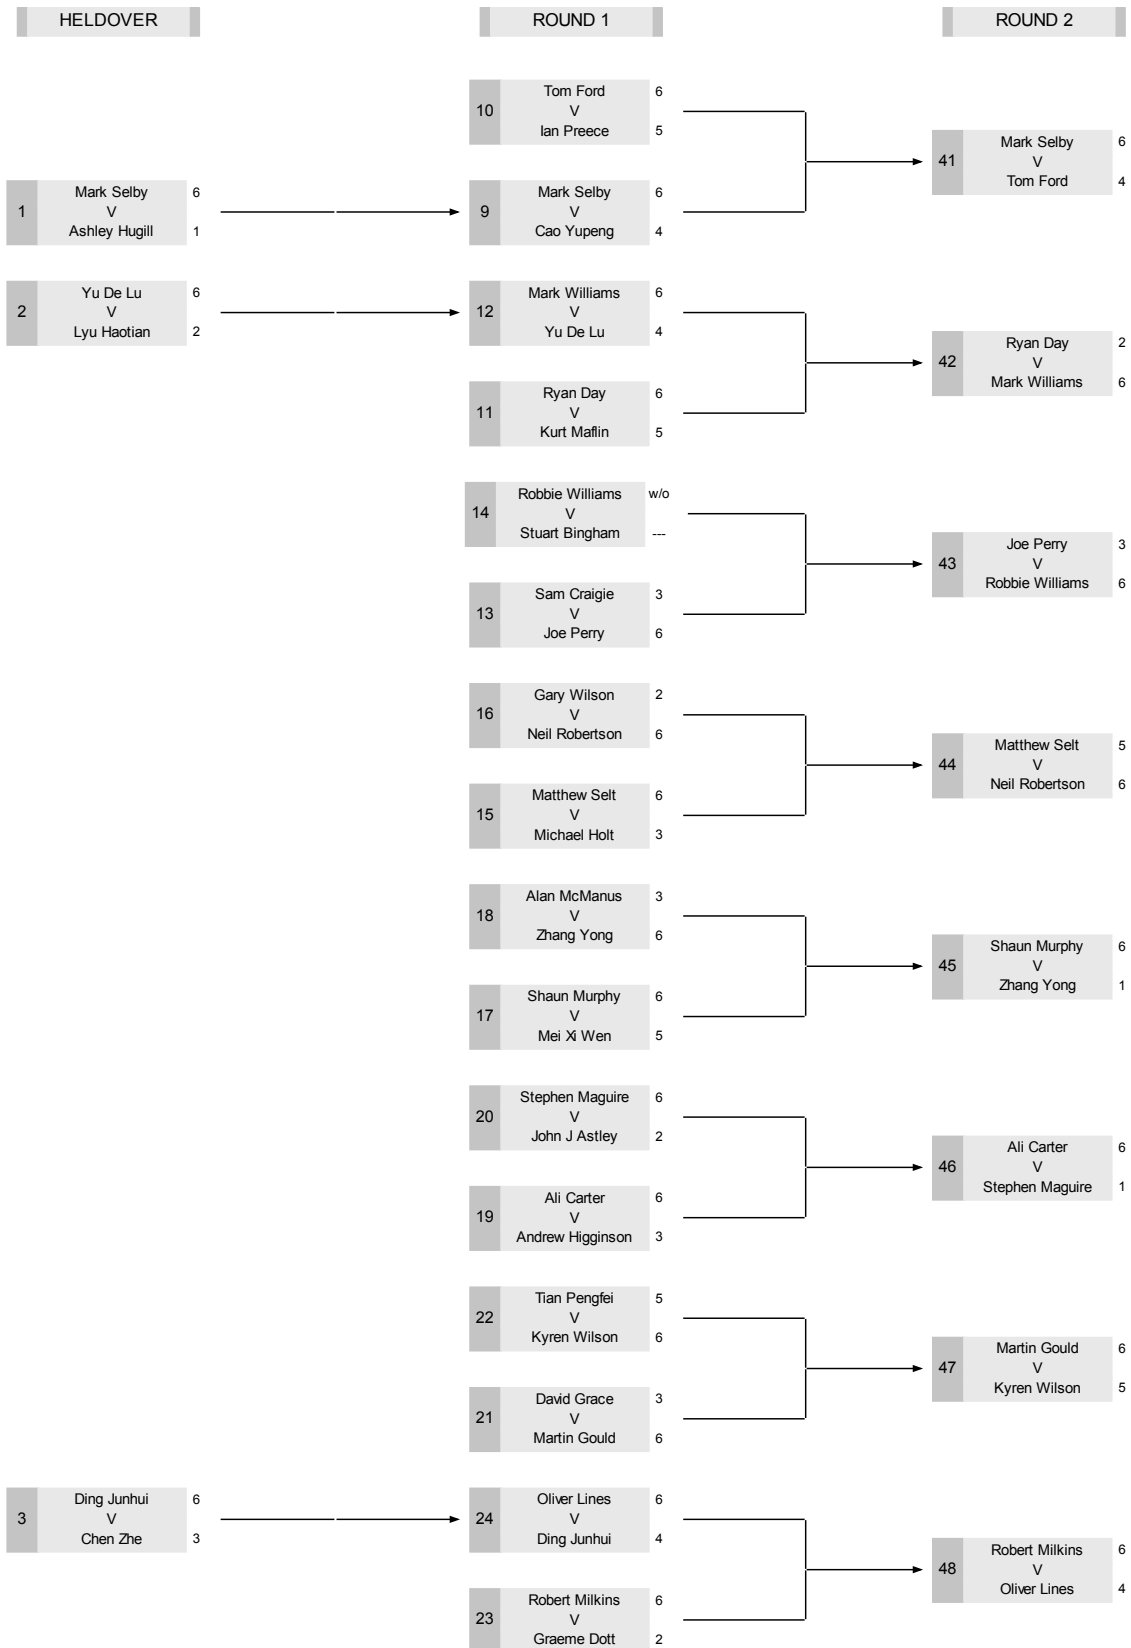 HELDOVER
ROUND 1
ROUND 2
10
Tom Ford 6
V
Ian Preece 5
41
Mark Selby 6
V
Tom Ford 4
1
Mark Selby 6
V
Ashley Hugill 1
9
Mark Selby 6
V
Cao Yupeng 4
2
Yu De Lu 6
V
Lyu Haotian 2
12
Mark Williams 6
V
Yu De Lu 4
42
Ryan Day 2
V
Mark Williams 6
11
Ryan Day 6
V
Kurt Maflin 5
14
Robbie Williams w/o
V
Stuart Bingham ---
43
Joe Perry 3
V
Robbie Williams 6
13
Sam Craigie 3
V
Joe Perry 6
16
Gary Wilson 2
V
Neil Robertson 6
44
Matthew Selt 5
V
Neil Robertson 6
15
Matthew Selt 6
V
Michael Holt 3
18
Alan McManus 3
V
Zhang Yong 6
45
Shaun Murphy 6
V
Zhang Yong 1
17
Shaun Murphy 6
V
Mei Xi Wen 5
20
Stephen Maguire 6
V
John J Astley 2
46
Ali Carter 6
V
Stephen Maguire 1
19
Ali Carter 6
V
Andrew Higginson 3
22
Tian Pengfei 5
V
Kyren Wilson 6
47
Martin Gould 6
V
Kyren Wilson 5
21
David Grace 3
V
Martin Gould 6
3
Ding Junhui 6
V
Chen Zhe 3
24
Oliver Lines 6
V
Ding Junhui 4
48
Robert Milkins 6
V
Oliver Lines 4
23
Robert Milkins 6
V
Graeme Dott 2